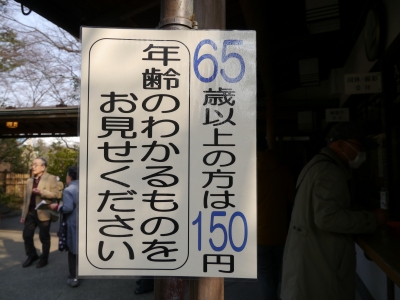 65歳以上の方は150円
年齢のわかるものを
お見せください